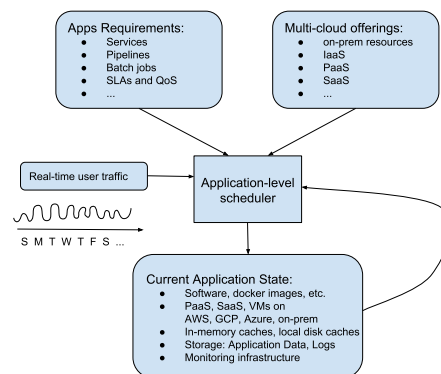 Apps Requirements:
● Services
● Pipelines
● Batch jobs
● SLAs and QoS
● ...
Multi-cloud offerings:
● on-prem resources
● IaaS
● PaaS
● SaaS
● ...
Real-time user traffic
Application-level
scheduler
S M T W T F S ...
Current Application State:
● Software, docker images, etc.
● PaaS, SaaS, VMs on
AWS, GCP, Azure, on-prem
● In-memory caches, local disk caches
● Storage: Application Data, Logs
● Monitoring infrastructure